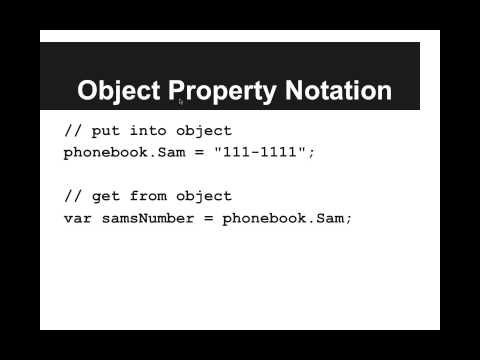 Object Property Notation
// put into object
phonebook.Sam = "111-1111";
// get from object
var samsNumber = phonebook.Sam;